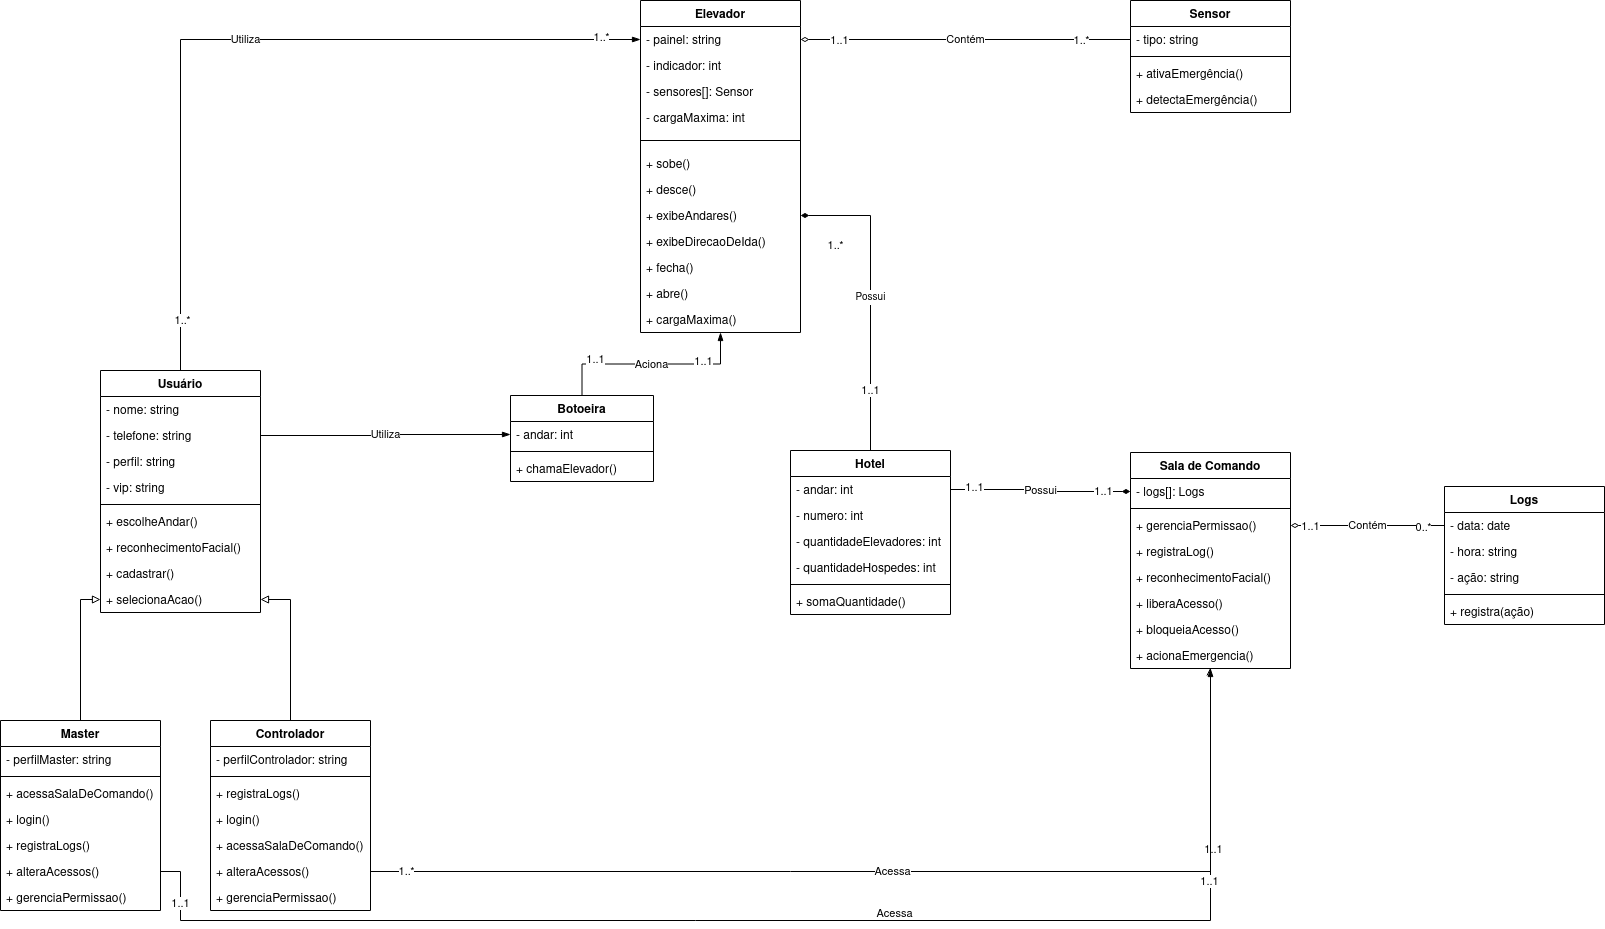 Elevador
- painel: string
- indicador: int
- sensores[]: Sensor
- cargaMaxima: int
+ sobe()
+ desce()
+ exibeAndares()
+ exibeDirecaoDeIda()
+ fecha()
+ abre()
+ cargaMaxima()
Sensor
- tipo: string
+ ativaEmergência()
+ detectaEmergência()
Utiliza
1..*
1..*
1..1
Contém
1..*
1..*
Possui
1..1
1..1
Aciona
1..1
Usuário
- nome: string
- telefone: string
- perfil: string
- vip: string
+ escolheAndar()
+ reconhecimentoFacial()
+ cadastrar()
+ selecionaAcao()
Utiliza
Botoeira
- andar: int
+ chamaElevador()
Hotel
- andar: int
- numero: int
- quantidadeElevadores: int
- quantidadeHospedes: int
+ somaQuantidade()
1..1
Possui
1..1
Sala de Comando
- logs[]: Logs
+ gerenciaPermissao()
+ registraLog()
+ reconhecimentoFacial()
+ liberaAcesso()
+ bloqueiaAcesso()
+ acionaEmergencia()
1..1
Contém
0..*
Logs
- data: date
- hora: string
- ação: string
+ registra(ação)
Master
- perfilMaster: string
+ acessaSalaDeComando()
+ login()
+ registraLogs()
+ alteraAcessos()
+ gerenciaPermissao()
Controlador
- perfilControlador: string
+ registraLogs()
+ login()
+ acessaSalaDeComando()
+ alteraAcessos()
+ gerenciaPermissao()
1..*
Acessa
1..1
1..1
1..1
Acessa